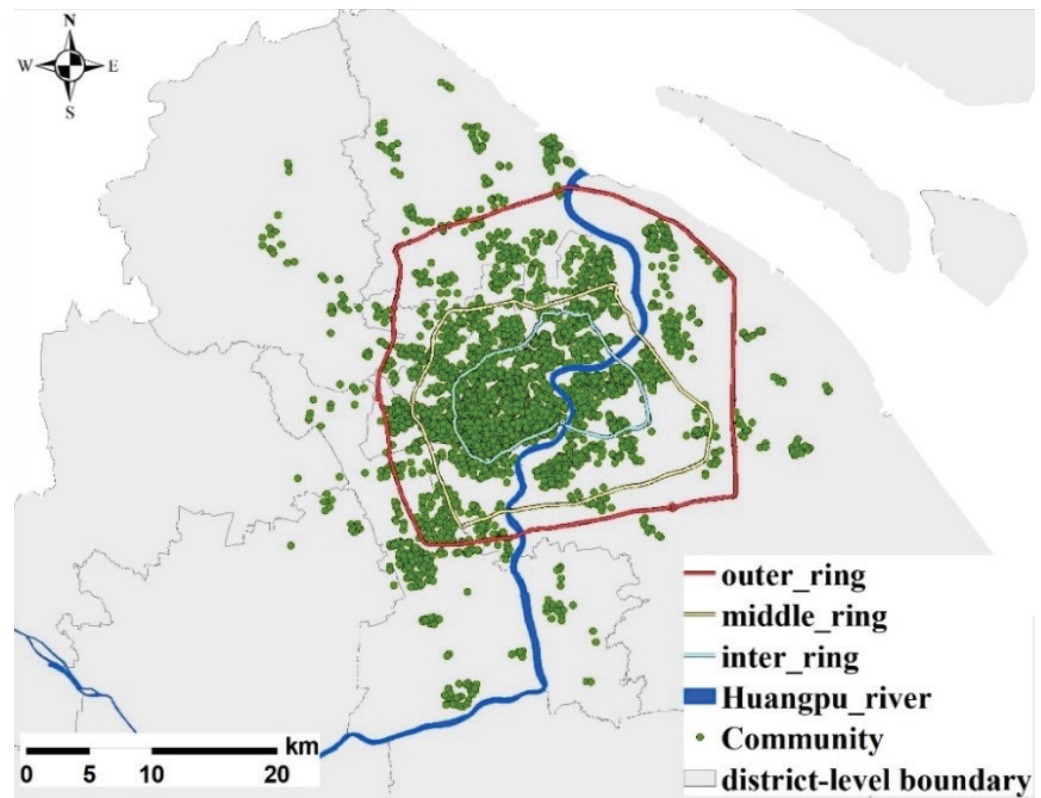 N
W E
S
outer_ring
middle_ring
inter_ring
Huangpu_river
Community
district-level boundary
km
0 5 10 20